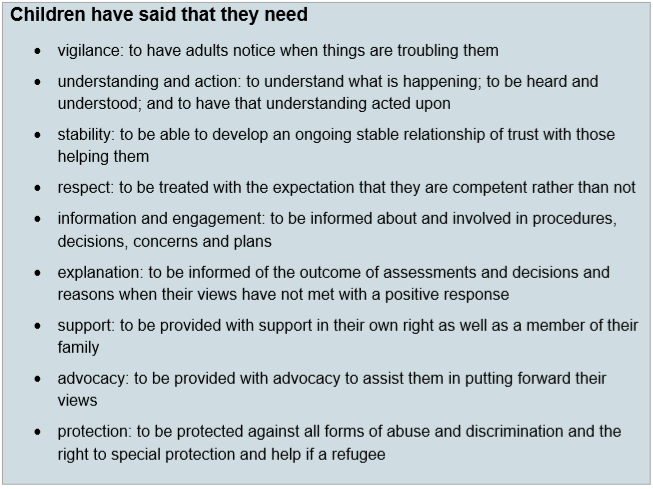 Children have said that they need
• vigilance: to have adults notice when things are troubling them
• understanding and action: to understand what is happening; to be heard and
understood; and to have that understanding acted upon
• stability: to be able to develop an ongoing stable relationship of trust with those
helping them
• respect: to be treated with the expectation that they are competent rather than not
• information and engagement: to be informed about and involved in procedures,
decisions, concerns and plans
• explanation: to be informed of the outcome of assessments and decisions and
reasons when their views have not met with a positive response
• support: to be provided with support in their own right as well as a member of their
family
• advocacy: to be provided with advocacy to assist them in putting forward their
views
• protection: to be protected against all forms of abuse and discrimination and the
right to special protection and help if a refugee